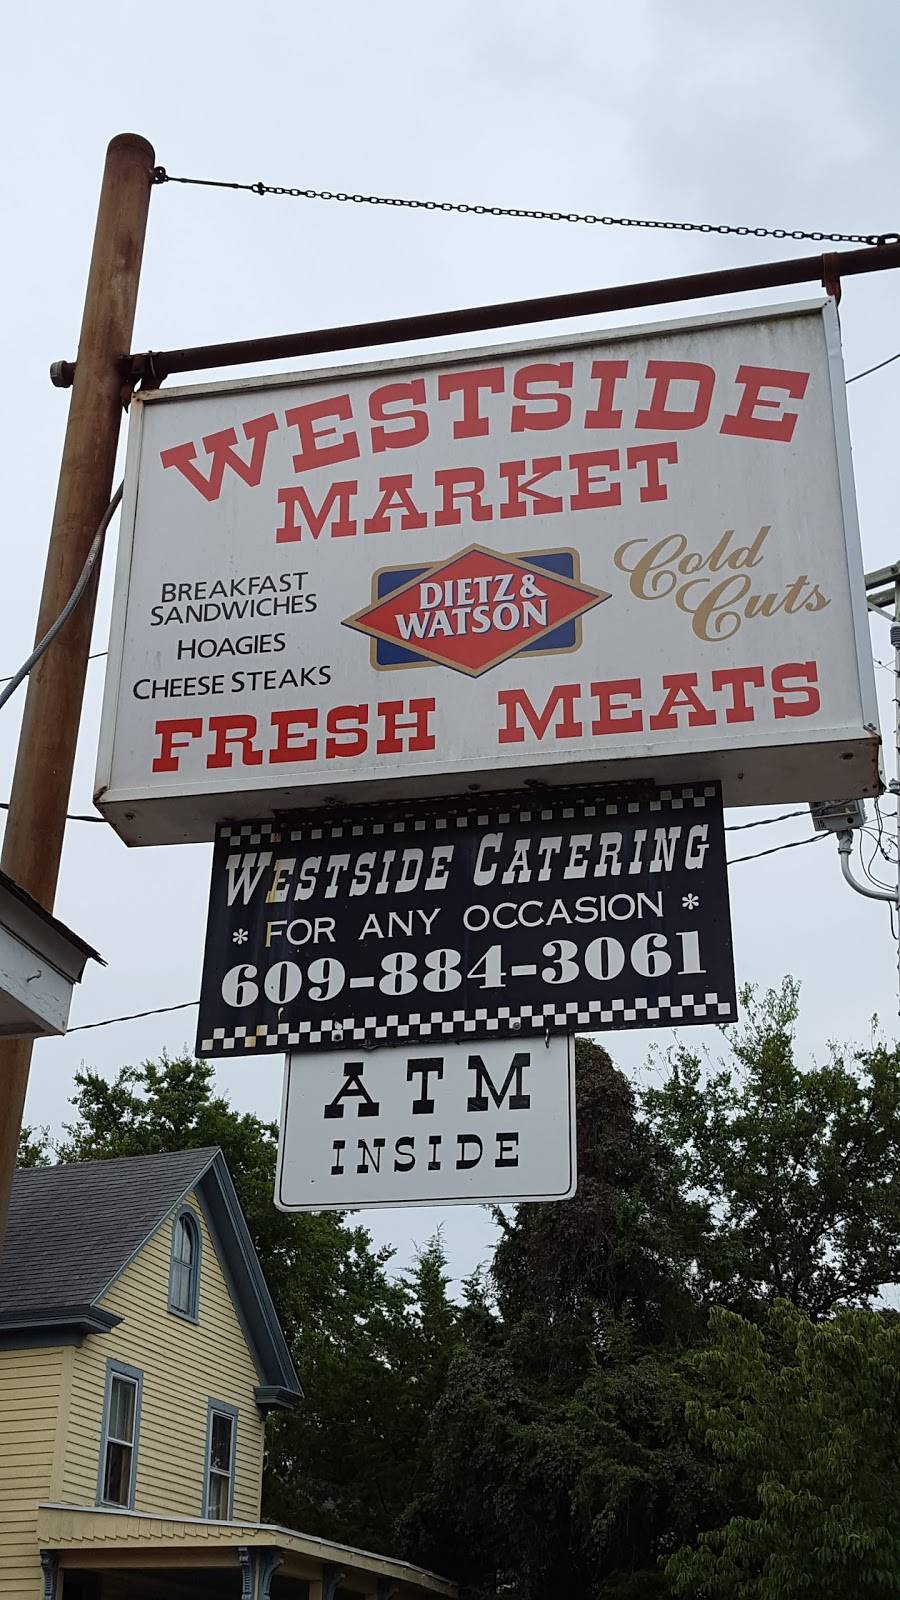 WESTSIDE
MARKET
BREAKFAST
SANDWICHES
HOAGIES
CHEESE STEAKS
DIETZ &
WATSON
Cold
Cuts
FRESH MEATS
WESTSIDE CATERING
* FOR ANY OCCASION *
609-884-3061
ATM
INSIDE